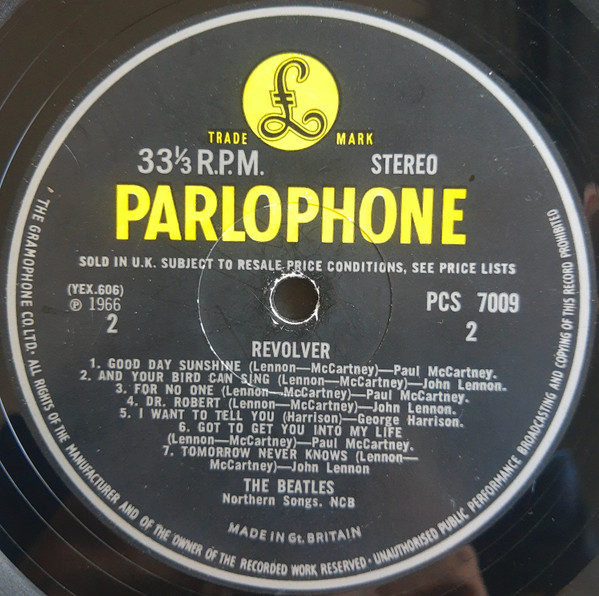 £
TRADE MARK
33⅓ R.P.M. STEREO
PARLOPHONE
SOLD IN U.K. SUBJECT TO RESALE PRICE CONDITIONS, SEE PRICE LISTS
(YEX.606)
℗ 1966
2
PCS 7009
2
REVOLVER
1. GOOD DAY SUNSHINE (Lennon—McCartney)—Paul McCartney.
2. AND YOUR BIRD CAN SING (Lennon—McCartney)—John Lennon.
3. FOR NO ONE (Lennon—McCartney)—Paul McCartney.
4. DR. ROBERT (Lennon—McCartney)—John Lennon.
5. I WANT TO TELL YOU (Harrison)—George Harrison.
6. GOT TO GET YOU INTO MY LIFE
(Lennon—McCartney)—Paul McCartney.
7. TOMORROW NEVER KNOWS (Lennon—
McCartney)—John Lennon
THE BEATLES
Northern Songs. NCB
MADE IN Gt. BRITAIN
THE GRAMOPHONE CO. LTD. · ALL RIGHTS OF THE MANUFACTURER AND OF THE OWNER OF THE RECORDED WORK RESERVED · UNAUTHORISED PUBLIC PERFORMANCE BROADCASTING AND COPYING OF THIS RECORD PROHIBITED